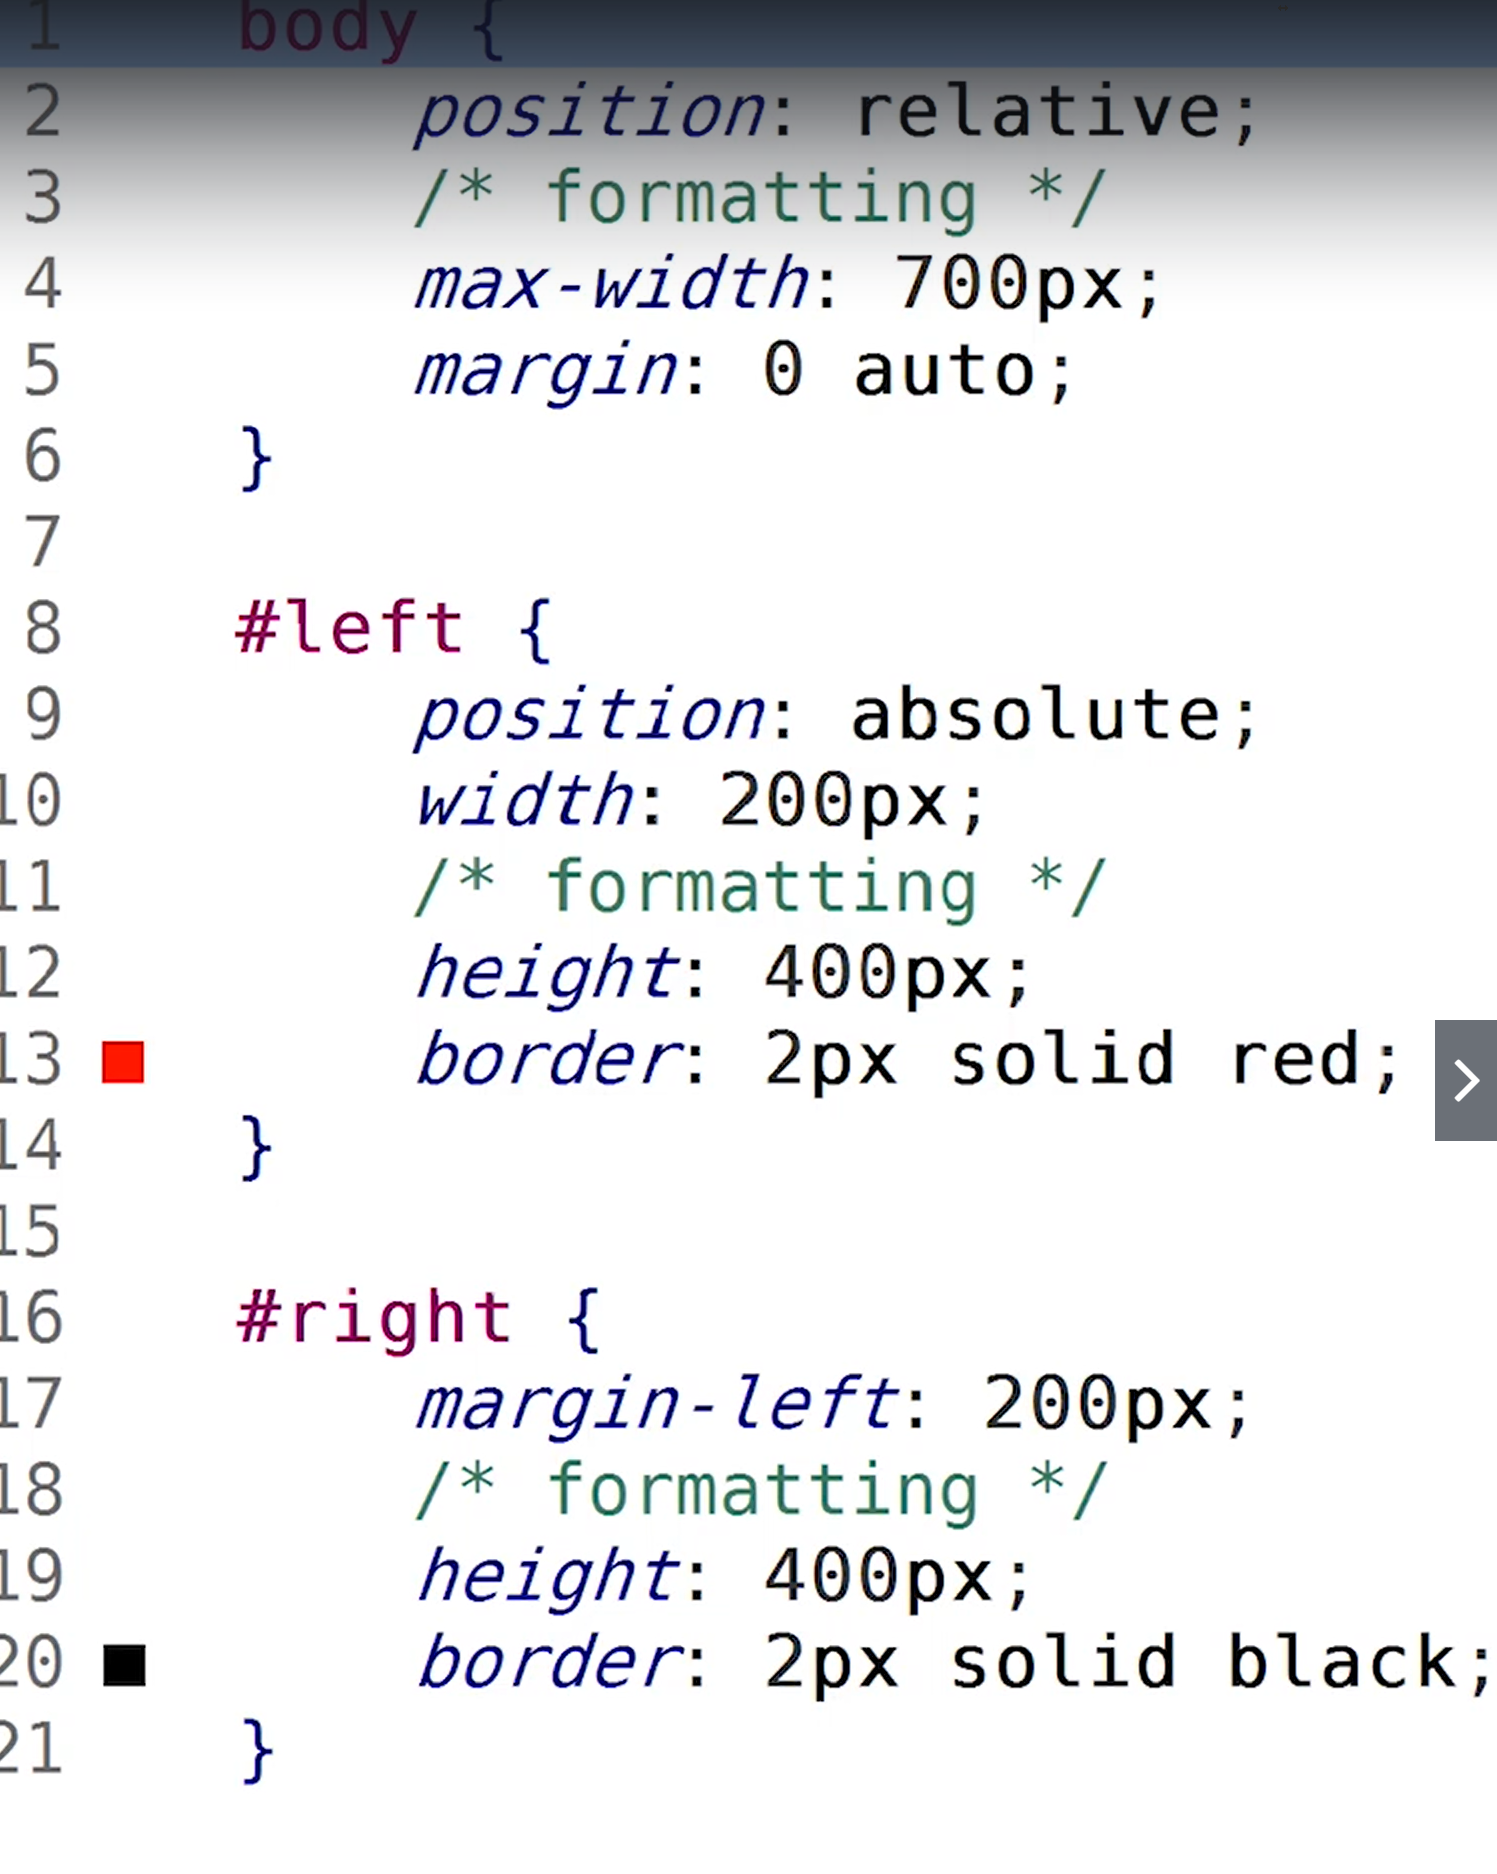 1 body {
2 position: relative;
3 /* formatting */
4 max-width: 700px;
5 margin: 0 auto;
6 }
7
8 #left {
9 position: absolute;
10 width: 200px;
11 /* formatting */
12 height: 400px;
13 border: 2px solid red;
14 }
15
16 #right {
17 margin-left: 200px;
18 /* formatting */
19 height: 400px;
20 border: 2px solid black;
21 }